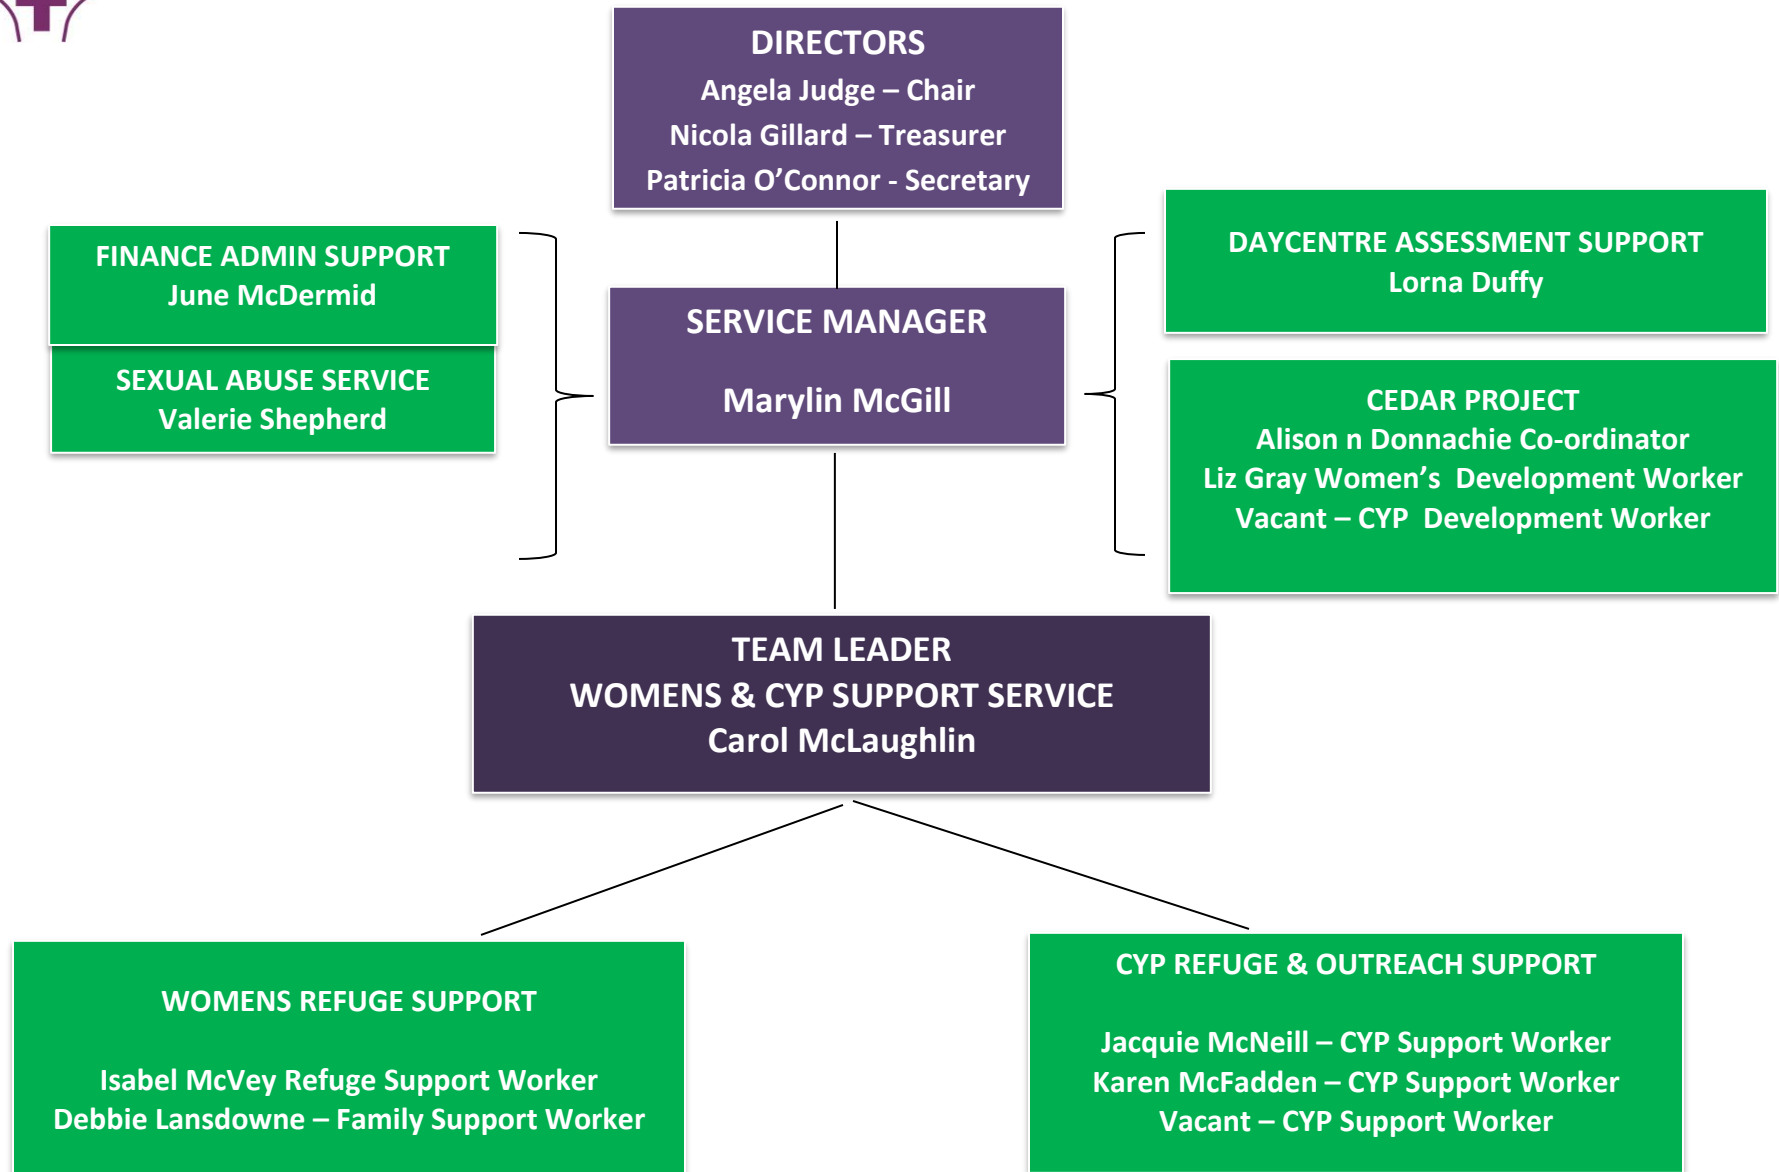 DIRECTORS
Angela Judge – Chair
Nicola Gillard – Treasurer
Patricia O’Connor - Secretary
FINANCE ADMIN SUPPORT
June McDermid
SEXUAL ABUSE SERVICE
Valerie Shepherd
SERVICE MANAGER
Marylin McGill
DAYCENTRE ASSESSMENT SUPPORT
Lorna Duffy
CEDAR PROJECT
Alison n Donnachie Co-ordinator
Liz Gray Women’s  Development Worker
Vacant – CYP  Development Worker
TEAM LEADER
WOMENS & CYP SUPPORT SERVICE
Carol McLaughlin
WOMENS REFUGE SUPPORT
Isabel McVey Refuge Support Worker
Debbie Lansdowne – Family Support Worker
CYP REFUGE & OUTREACH SUPPORT
Jacquie McNeill – CYP Support Worker
Karen McFadden – CYP Support Worker
Vacant – CYP Support Worker